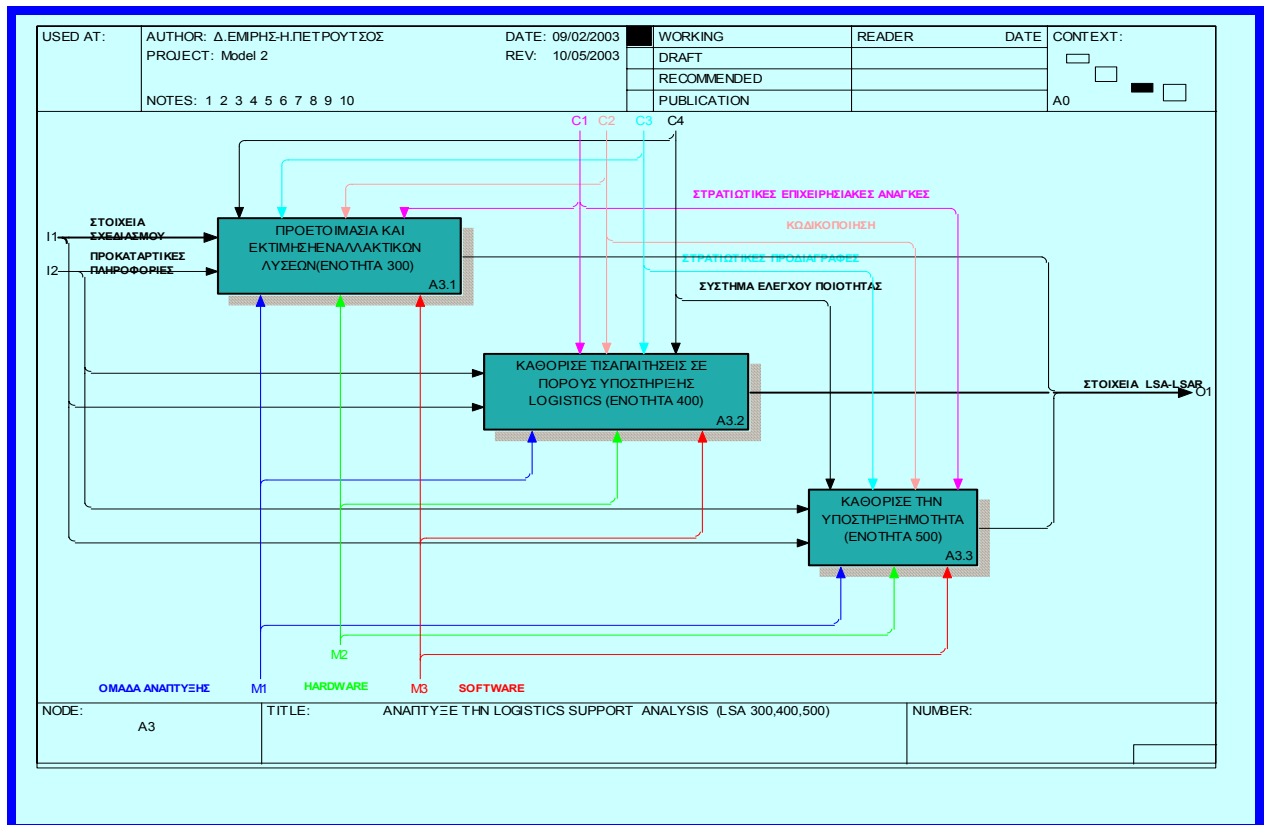 USED AT:
AUTHOR: Δ.ΕΜΙΡΗΣ-Η.ΠΕΤΡΟΥΤΣΟΣ
DATE: 09/02/2003
WORKING
READER
DATE
CONTEXT:
PROJECT: Model 2
REV: 10/05/2003
DRAFT
RECOMMENDED
NOTES: 1 2 3 4 5 6 7 8 9 10
PUBLICATION
A0
C1
C2
C3
C4
ΣΤΡΑΤΙΩΤΙΚΕΣ ΕΠΙΧΕΙΡΗΣΙΑΚΕΣ ΑΝΑΓΚΕΣ
ΚΩΔΙΚΟΠΟΙΗΣΗ
ΣΤΡΑΤΙΩΤΙΚΕΣ ΠΡΟΔΙΑΓΡΑΦΕΣ
ΣΥΣΤΗΜΑ ΕΛΕΓΧΟΥ ΠΟΙΟΤΗΤΑΣ
I1
ΣΤΟΙΧΕΙΑ
ΣΧΕΔΙΑΣΜΟΥ
I2
ΠΡΟΚΑΤΑΡΤΙΚΕΣ
ΠΛΗΡΟΦΟΡΙΕΣ
ΠΡΟΕΤΟΙΜΑΣΙΑ ΚΑΙ
ΕΚΤΙΜΗΣΗΕΝΑΛΛΑΚΤΙΚΩΝ
ΛΥΣΕΩΝ(ΕΝΟΤΗΤΑ 300)
A3.1
ΚΑΘΟΡΙΣΕ ΤΙΣΑΠΑΙΤΗΣΕΙΣ ΣΕ
ΠΟΡΟΥΣ ΥΠΟΣΤΗΡΙΞΗΣ
LOGISTICS (ΕΝΟΤΗΤΑ 400)
A3.2
ΣΤΟΙΧΕΙΑ LSA-LSAR
O1
ΚΑΘΟΡΙΣΕ ΤΗΝ
ΥΠΟΣΤΗΡΙΞΗΜΟΤΗΤΑ
(ΕΝΟΤΗΤΑ 500)
A3.3
M2
ΟΜΑΔΑ ΑΝΑΠΤΥΞΗΣ
M1
HARDWARE
M3
SOFTWARE
NODE:
A3
TITLE:
ΑΝΑΠΤΥΞΕ ΤΗΝ LOGISTICS SUPPORT ANALYSIS (LSA 300,400,500)
NUMBER: